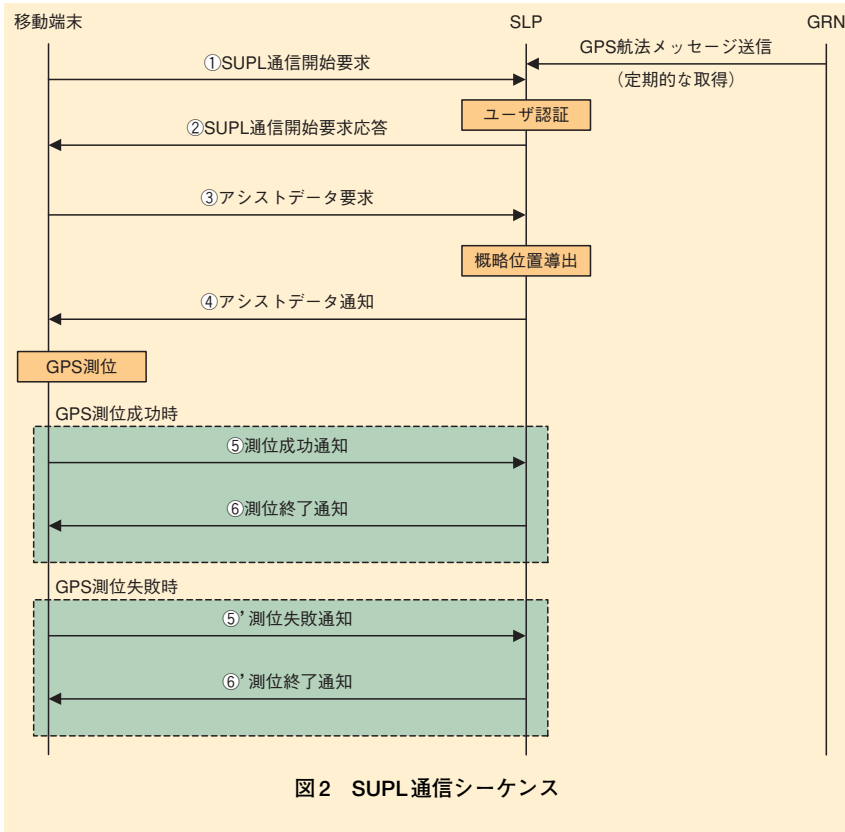 移動端末
SLP
GRN
GPS航法メッセージ送信
(定期的な取得)
①SUPL通信開始要求
ユーザ認証
②SUPL通信開始要求応答
③アシストデータ要求
概略位置導出
④アシストデータ通知
GPS測位
GPS測位成功時
⑤測位成功通知
⑥測位終了通知
GPS測位失敗時
⑤’測位失敗通知
⑥’測位終了通知
図2 SUPL通信シーケンス